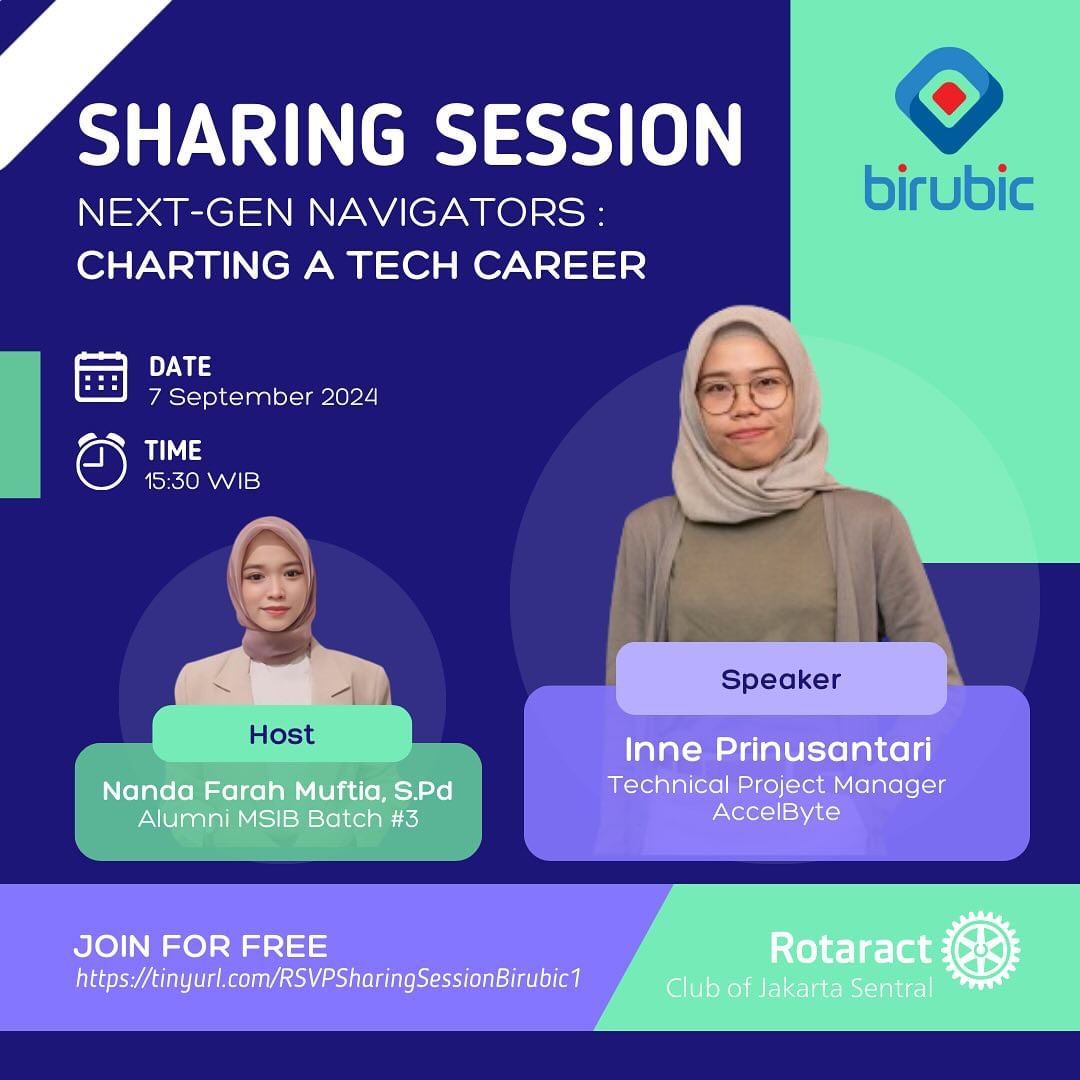 SHARING SESSION
NEXT-GEN NAVIGATORS :
CHARTING A TECH CAREER
birubic
DATE
7 September 2024
TIME
15:30 WIB
Host
Nanda Farah Muftia, S.Pd
Alumni MSIB Batch #3
Speaker
Inne Prinusantari
Technical Project Manager
AccelByte
JOIN FOR FREE
https://tinyurl.com/RSVPSharingSessionBirubic1
Rotaract
Club of Jakarta Sentral